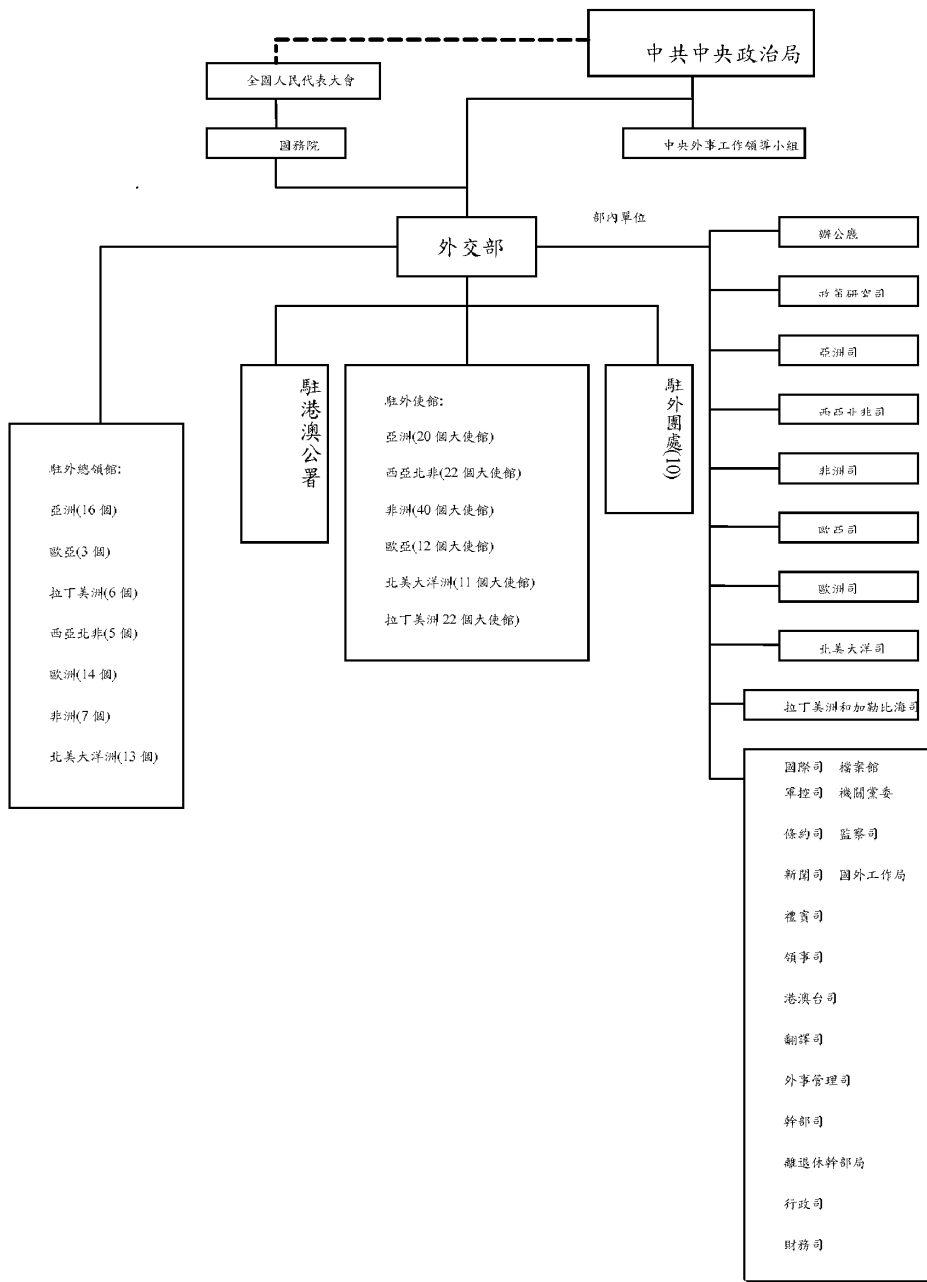 中共中央政治局
全國人民代表大會
國務院
中央外事工作領導小組
外交部
部內單位
辦公廳
政策研究司
亞洲司
西亞北非司
非洲司
歐亞司
歐洲司
北美大洋司
拉丁美洲和加勒比海司
駐港澳公署
駐外使館:
亞洲(20 個大使館)
西亞北非(22 個大使館)
非洲(40 個大使館)
歐亞(12 個大使館)
北美大洋洲(11 個大使館)
拉丁美洲 22 個大使館)
駐外團處(10)
駐外總領館:
亞洲(16 個)
歐亞(3 個)
拉丁美洲(6 個)
西亞北非(5 個)
歐洲(14 個)
非洲(7 個)
北美大洋洲(13 個)
國際司 檔案館
軍控司 機關黨委
條約司 監察司
新聞司 國外工作局
禮賓司
領事司
港澳台司
翻譯司
外事管理司
幹部司
離退休幹部局
行政司
財務司